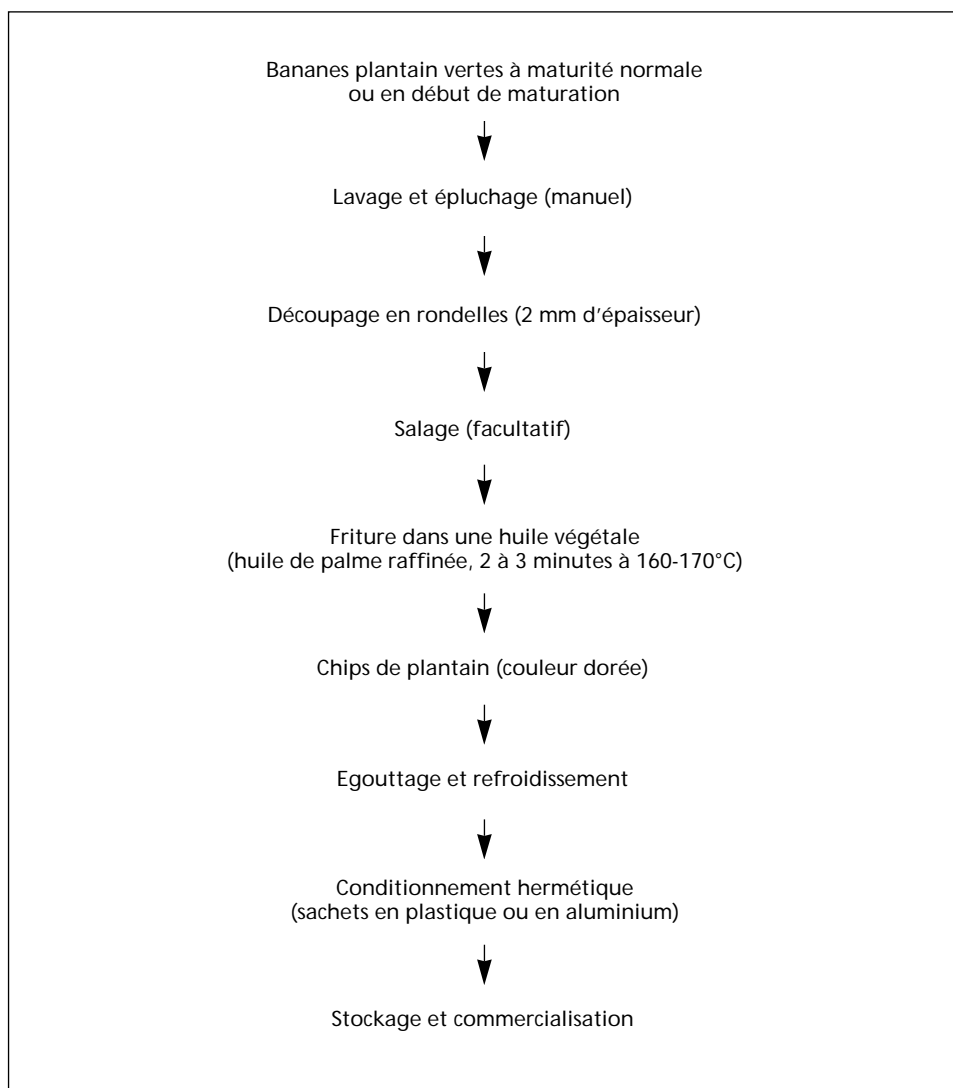 Bananes plantain vertes à maturité normale
ou en début de maturation
Lavage et épluchage (manuel)
Découpage en rondelles (2 mm d'épaisseur)
Salage (facultatif)
Friture dans une huile végétale
(huile de palme raffinée, 2 à 3 minutes à 160-170°C)
Chips de plantain (couleur dorée)
Egouttage et refroidissement
Conditionnement hermétique
(sachets en plastique ou en aluminium)
Stockage et commercialisation